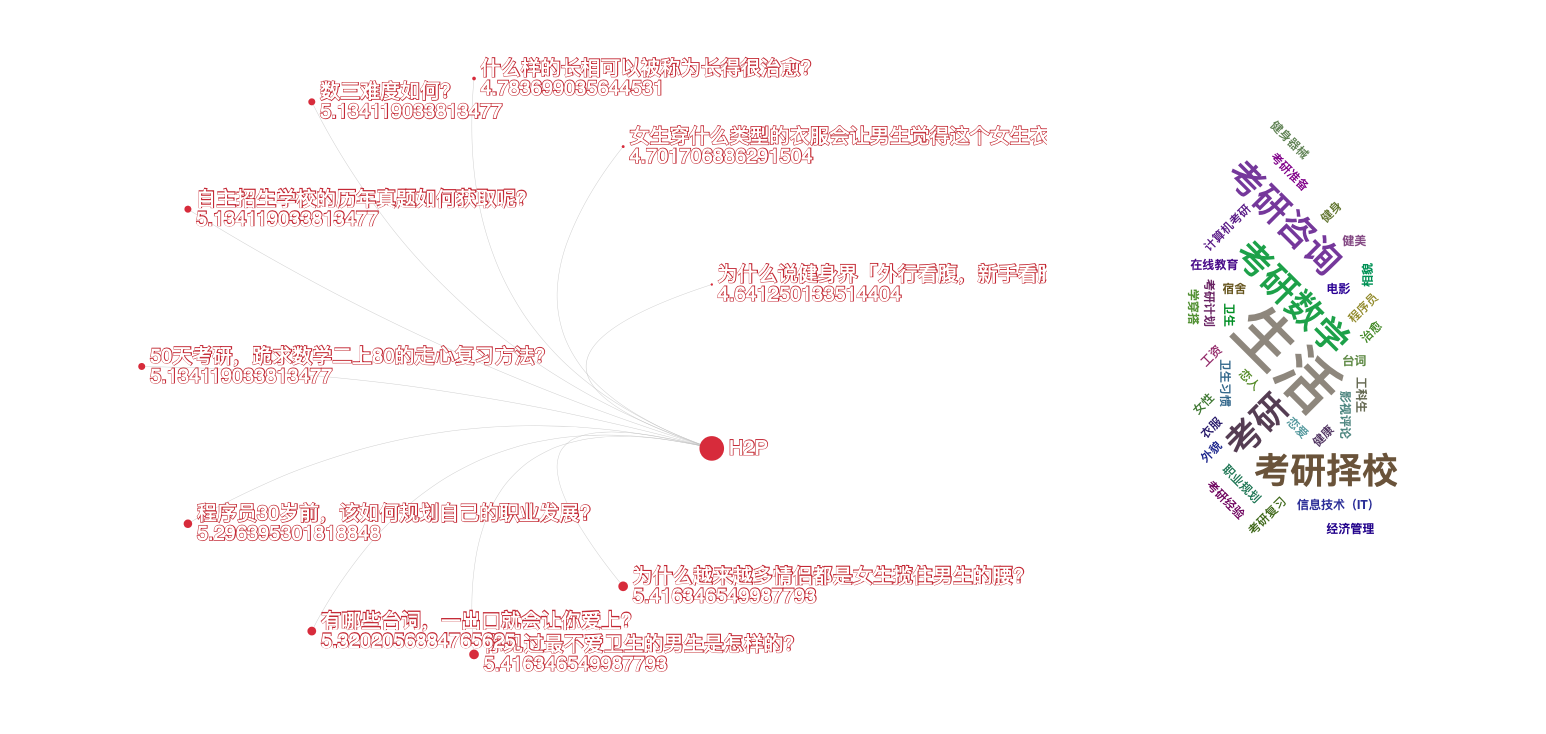 什么样的长相可以被称为长得很治愈?
4.783699035644531
数三难度如何?
5.134119033813477
女生穿什么类型的衣服会让男生觉得这个女生衣
4.701706886291504
自主招生学校的历年真题如何获取呢?
5.134119033813477
为什么说健身界「外行看腹，新手看
4.641250133514404
50天考研，跪求数学二上80的走心复习方法?
5.134119033813477
H2P
程序员30岁前，该如何规划自己的职业发展?
5.296395301818848
为什么越来越多情侣都是女生揽住男生的腰?
5.416346549987793
有哪些台词，一出口就会让你爱上?
5.3202056884765625
你见过最不爱卫生的男生是怎样的?
5.416346549987793
健身器械
考研准备
考研咨询
健身
计算机考研
健美
考研数学
在线教育
相貌
考研计划
宿舍
电影
学穿搭
卫生
程序员
治愈
生活
工资
台词
卫生习惯
恋人
工科生
女性
影视评论
考研
衣服
恋爱
健康
外貌
考研择校
职业规划
考研经验
考研复习
信息技术（IT）
经济管理